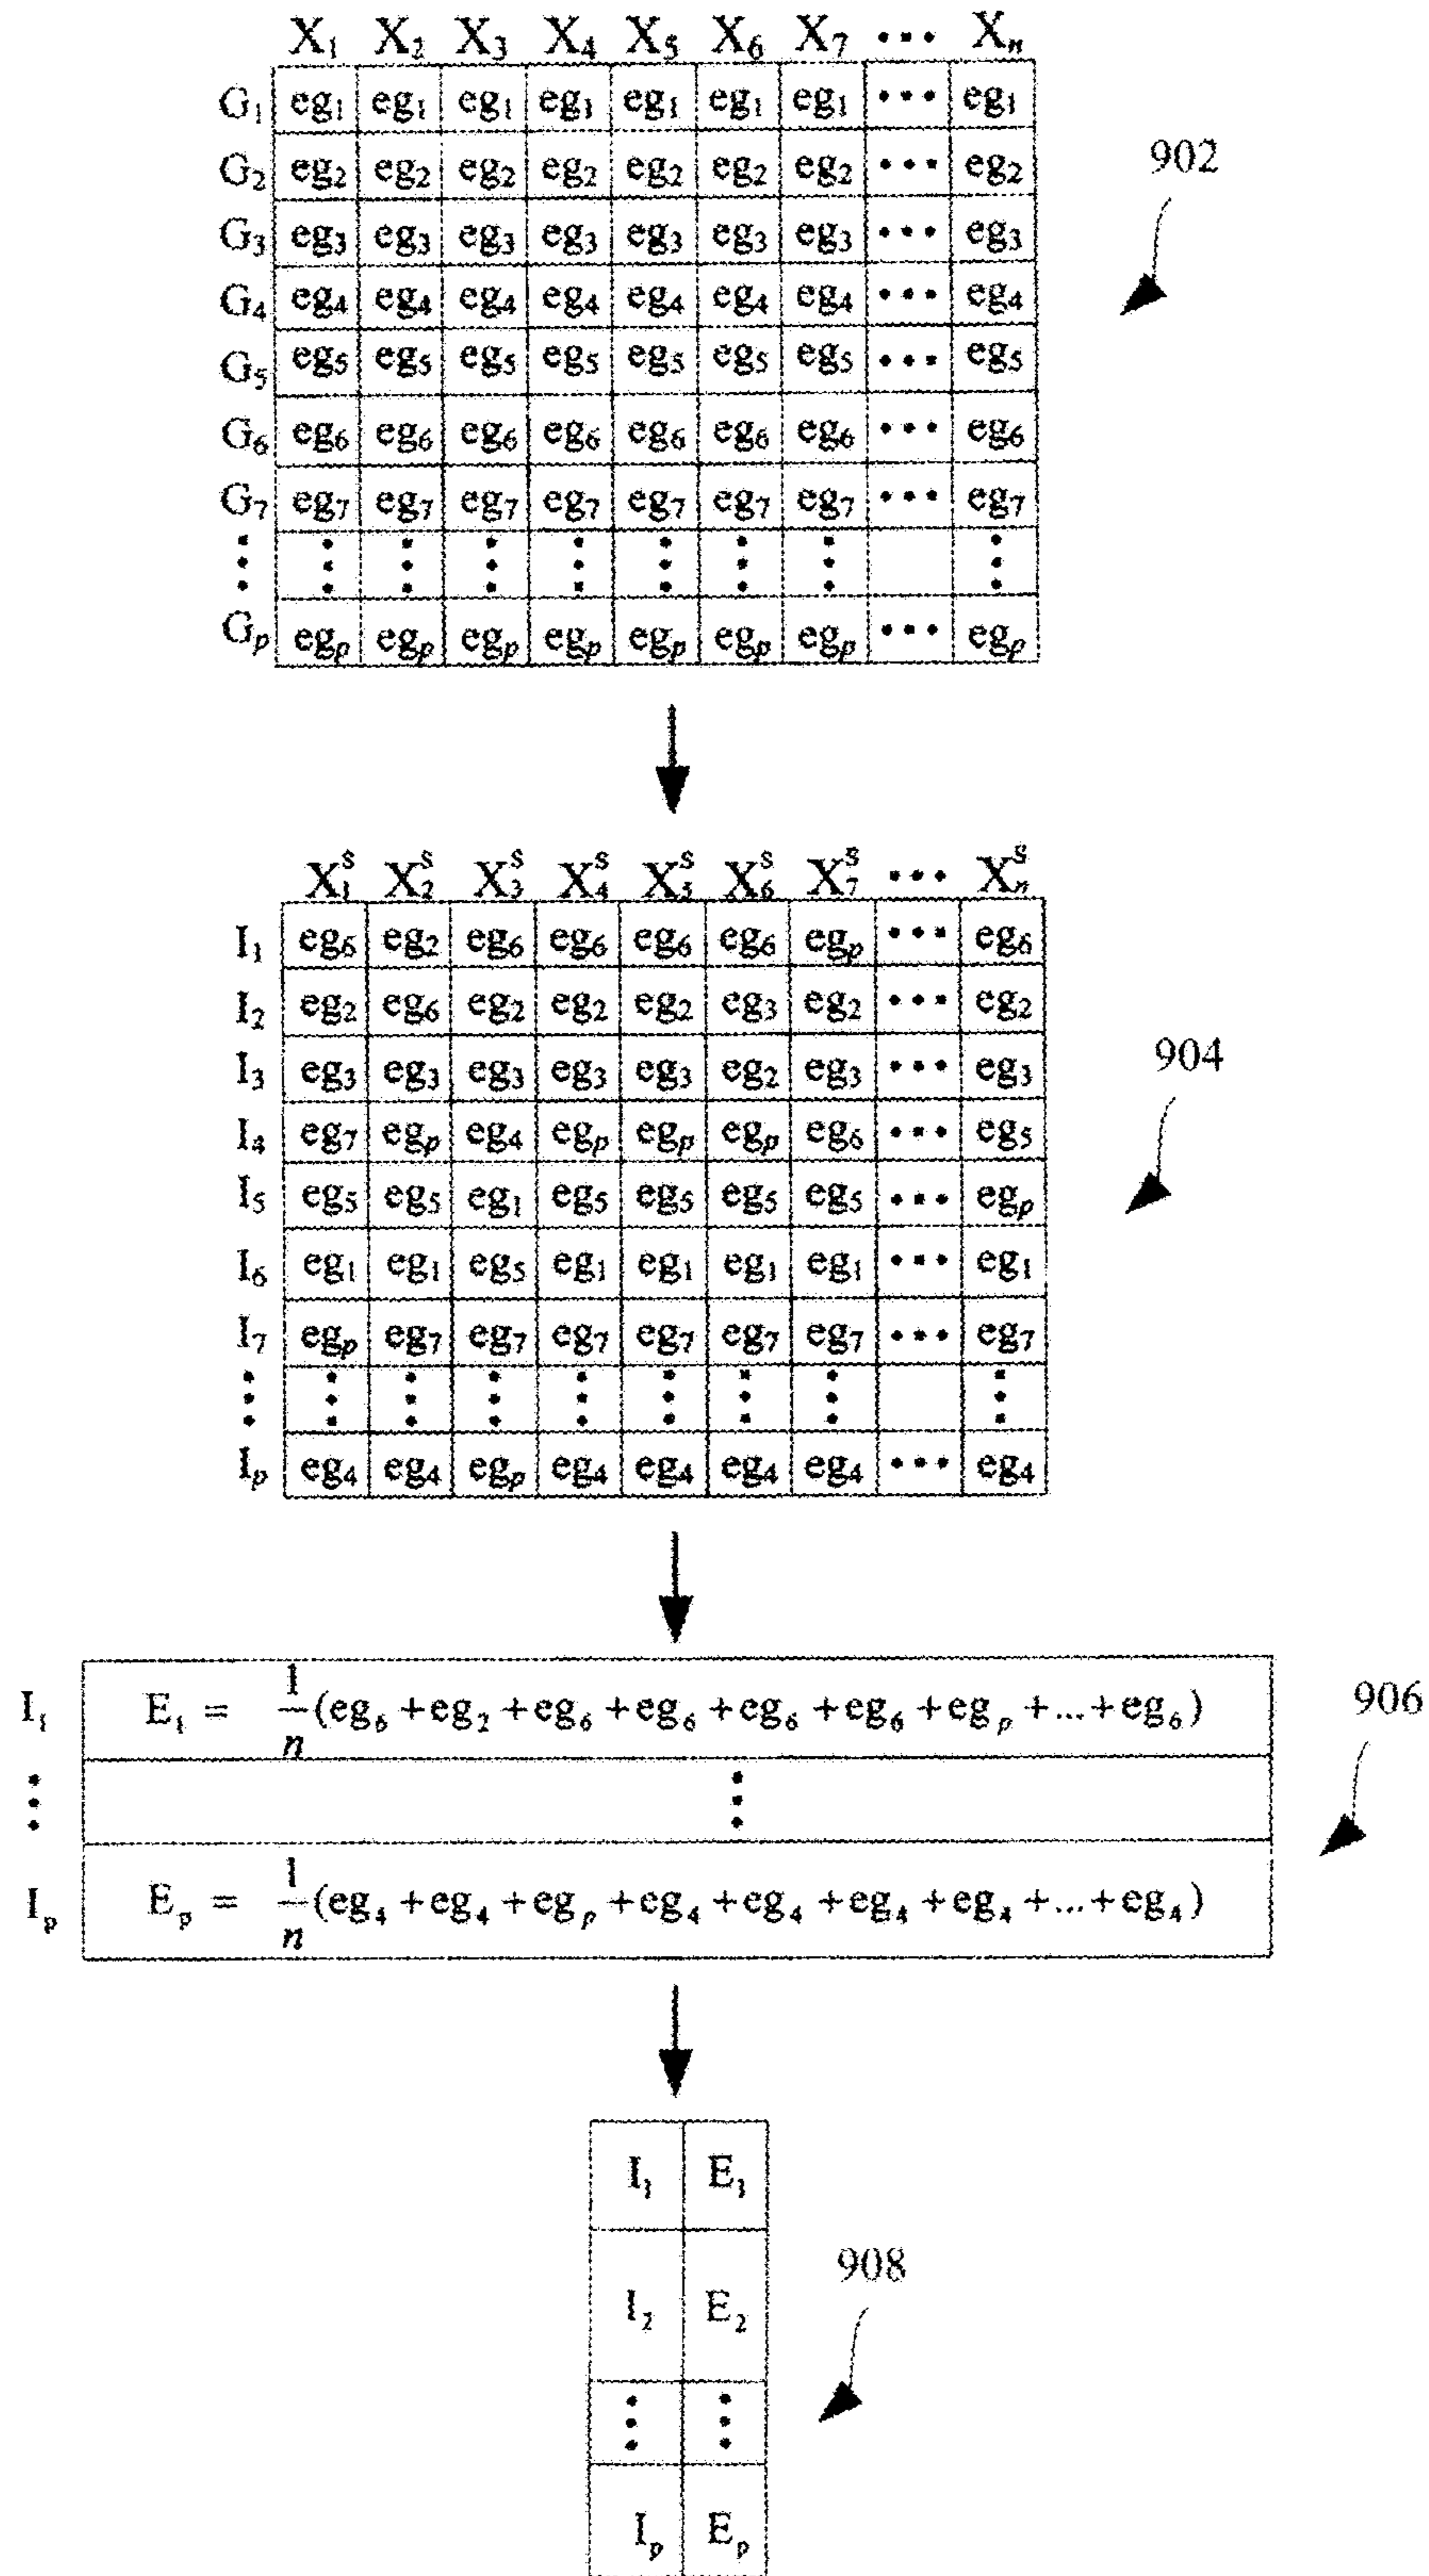 X₁ X₂ X₃ X₄ X₅ X₆ X₇ ••• Xₙ
G₁ eg₁ eg₁ eg₁ eg₁ eg₁ eg₁ eg₁ ••• eg₁
G₂ eg₂ eg₂ eg₂ eg₂ eg₂ eg₂ eg₂ ••• eg₂
902
G₃ eg₃ eg₃ eg₃ eg₃ eg₃ eg₃ eg₃ ••• eg₃
G₄ eg₄ eg₄ eg₄ eg₄ eg₄ eg₄ eg₄ ••• eg₄
G₅ eg₅ eg₅ eg₅ eg₅ eg₅ eg₅ eg₅ ••• eg₅
G₆ eg₆ eg₆ eg₆ eg₆ eg₆ eg₆ eg₆ ••• eg₆
G₇ eg₇ eg₇ eg₇ eg₇ eg₇ eg₇ eg₇ ••• eg₇
⋮ ⋮ ⋮ ⋮ ⋮ ⋮ ⋮ ⋮ ⋮
Gₚ egₚ egₚ egₚ egₚ egₚ egₚ egₚ ••• egₚ
X₁ˢ X₂ˢ X₃ˢ X₄ˢ X₅ˢ X₆ˢ X₇ˢ ••• Xₙˢ
I₁ eg₆ eg₂ eg₆ eg₆ eg₆ eg₆ egₚ ••• eg₆
I₂ eg₂ eg₆ eg₂ eg₂ eg₂ eg₃ eg₂ ••• eg₂
I₃ eg₃ eg₃ eg₃ eg₃ eg₃ eg₂ eg₃ ••• eg₃
904
I₄ eg₇ egₚ eg₄ egₚ egₚ egₚ eg₆ ••• eg₅
I₅ eg₅ eg₅ eg₁ eg₅ eg₅ eg₅ eg₅ ••• egₚ
I₆ eg₁ eg₁ eg₅ eg₁ eg₁ eg₁ eg₁ ••• eg₁
I₇ egₚ eg₇ eg₇ eg₇ eg₇ eg₇ eg₇ ••• eg₇
⋮ ⋮ ⋮ ⋮ ⋮ ⋮ ⋮ ⋮ ⋮
Iₚ eg₄ eg₄ egₚ eg₄ eg₄ eg₄ eg₄ ••• eg₄
I₁ E₁ = 1/n (eg₆ + eg₂ + eg₆ + eg₆ + eg₆ + eg₆ + egₚ + ... + eg₆)
906
⋮ ⋮
Iₚ Eₚ = 1/n (eg₄ + eg₄ + egₚ + eg₄ + eg₄ + eg₄ + eg₄ + ... + eg₄)
I₁ E₁
I₂ E₂
908
⋮ ⋮
Iₚ Eₚ